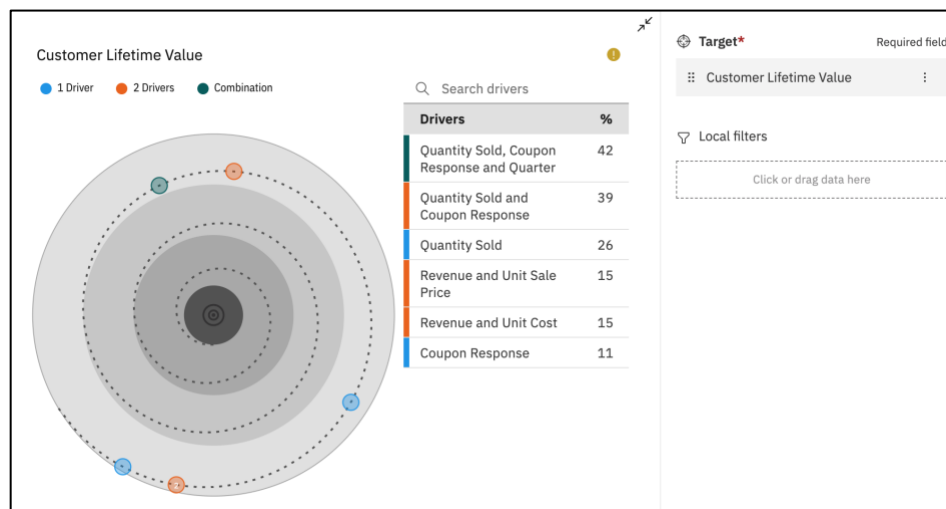 Customer Lifetime Value
1 Driver
2 Drivers
Combination
Search drivers
Drivers %
Quantity Sold, Coupon 42
Response and Quarter
Quantity Sold and 39
Coupon Response
Quantity Sold 26
Revenue and Unit Sale 15
Price
Revenue and Unit Cost 15
Coupon Response 11
Target* Required field
Customer Lifetime Value
Local filters
Click or drag data here